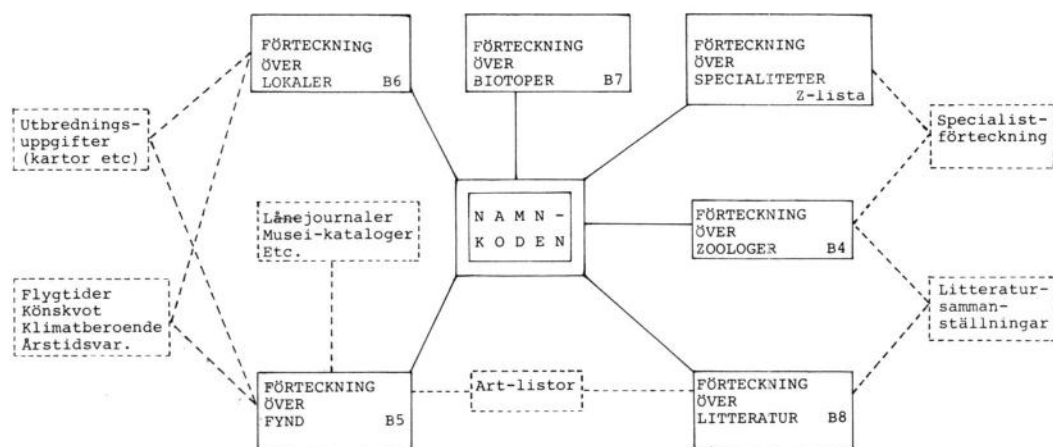 FÖRTECKNING
ÖVER
LOKALER B6
FÖRTECKNING
ÖVER
BIOTOPER B7
FÖRTECKNING
ÖVER
SPECIALITETER
Z-lista
Utbrednings-
uppgifter
(kartor etc)
Specialist-
förteckning
Lånejournaler
Musei-kataloger
Etc.
NAMN-
KODEN
FÖRTECKNING
ÖVER
ZOOLOGER B4
Flygtider
Könskvot
Klimatberoende
Årstidsvar.
Litteratur-
samman-
ställningar
FÖRTECKNING
ÖVER
FYND B5
Art-listor
FÖRTECKNING
ÖVER
LITTERATUR B8